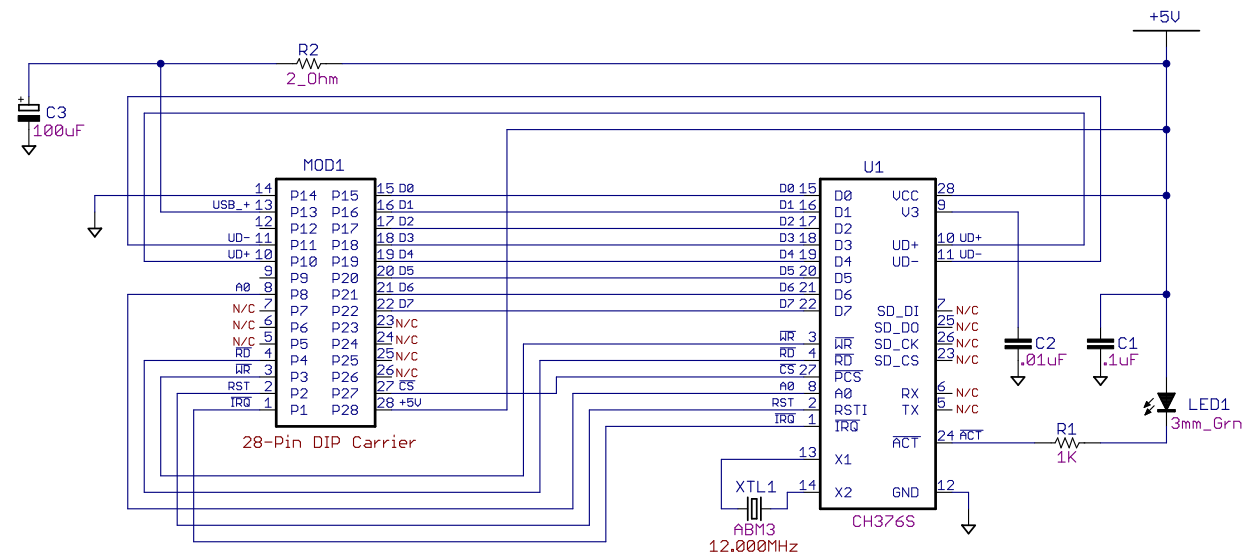 +5V
R2
2_Ohm
+
C3
100uF
MOD1
14 P14 P15 15 D0
USB_+ 13 P13 P16 16 D1
12 P12 P17 17 D2
UD- 11 P11 P18 18 D3
UD+ 10 P10 P19 19 D4
9 P9 P20 20 D5
A0 8 P8 P21 21 D6
N/C 7 P7 P22 22 D7
N/C 6 P6 P23 23 N/C
N/C 5 P5 P24 24 N/C
RD 4 P4 P25 25 N/C
WR 3 P3 P26 26 N/C
RST 2 P2 P27 27 CS
IRQ 1 P1 P28 28 +5V
28-Pin DIP Carrier
U1
D0 15 D0 VCC 28
D1 16 D1 V3 9
D2 17 D2
D3 18 D3 UD+ 10 UD+
D4 19 D4 UD- 11 UD-
D5 20 D5
D6 21 D6
D7 22 D7 SD_DI 7 N/C
SD_DO 25 N/C
WR 3 WR SD_CK 26 N/C
RD 4 RD SD_CS 23 N/C
CS 27 PCS
A0 8 A0 RX 6 N/C
RST 2 RSTI TX 5 N/C
IRQ 1 IRQ
ACT 24 ACT
13 X1
14 X2 GND 12
CH376S
XTL1
ABM3
12.000MHz
C2
.01uF
C1
.1uF
LED1
3mm_Grn
R1
1K